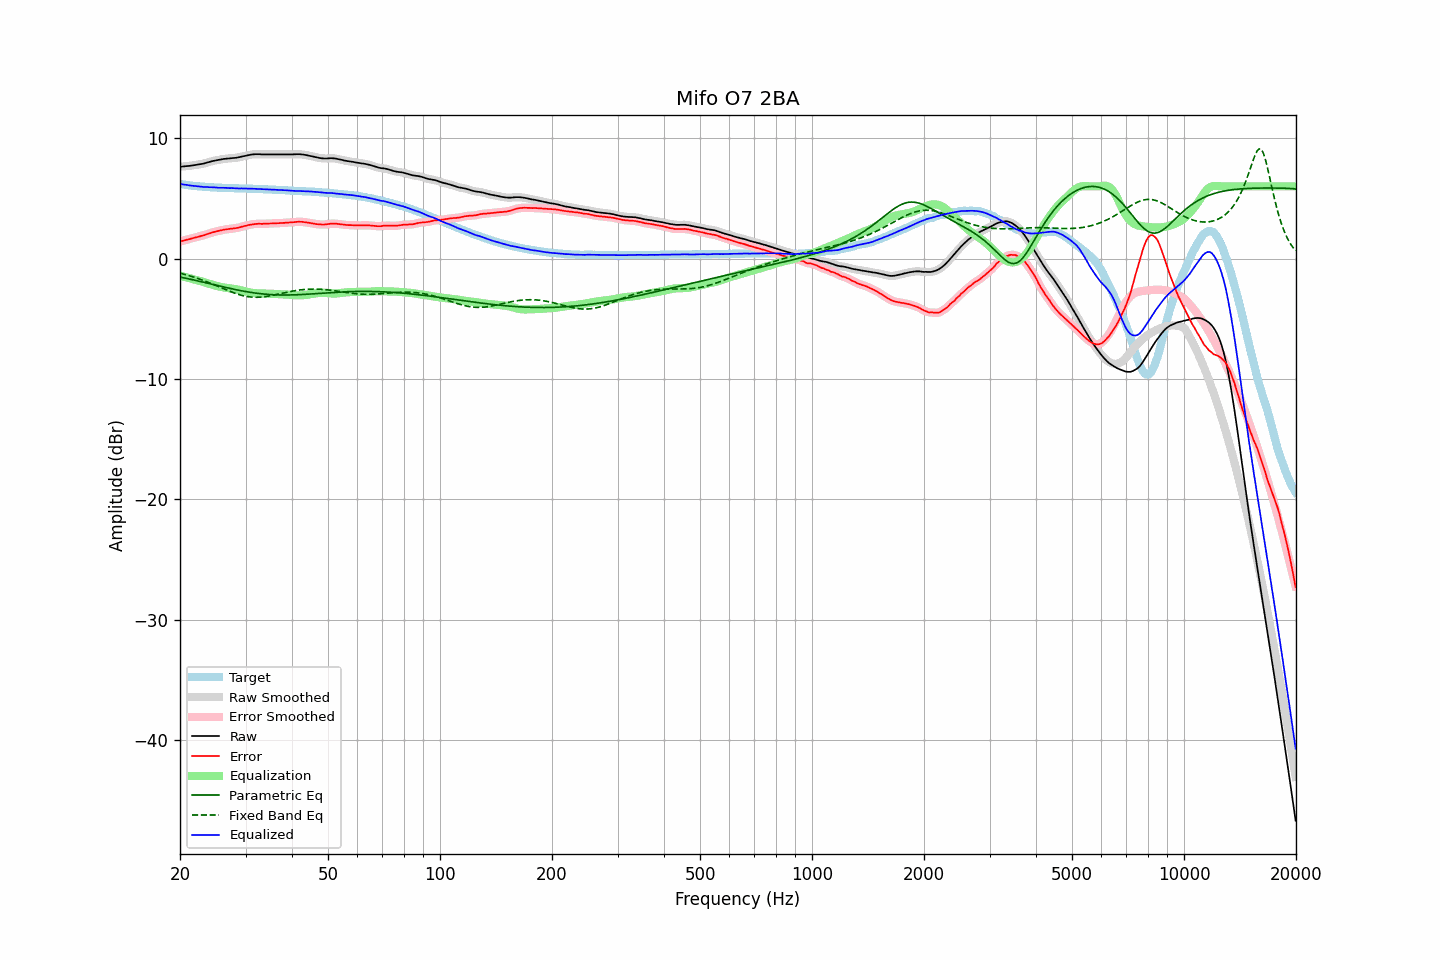 Mifo O7 2BA
10
0
−10
−20
−30
−40
Amplitude (dBr)
Target
Raw Smoothed
Error Smoothed
Raw
Error
Equalization
Parametric Eq
Fixed Band Eq
Equalized
20 50 100 200 500 1000 2000 5000 10000 20000
Frequency (Hz)